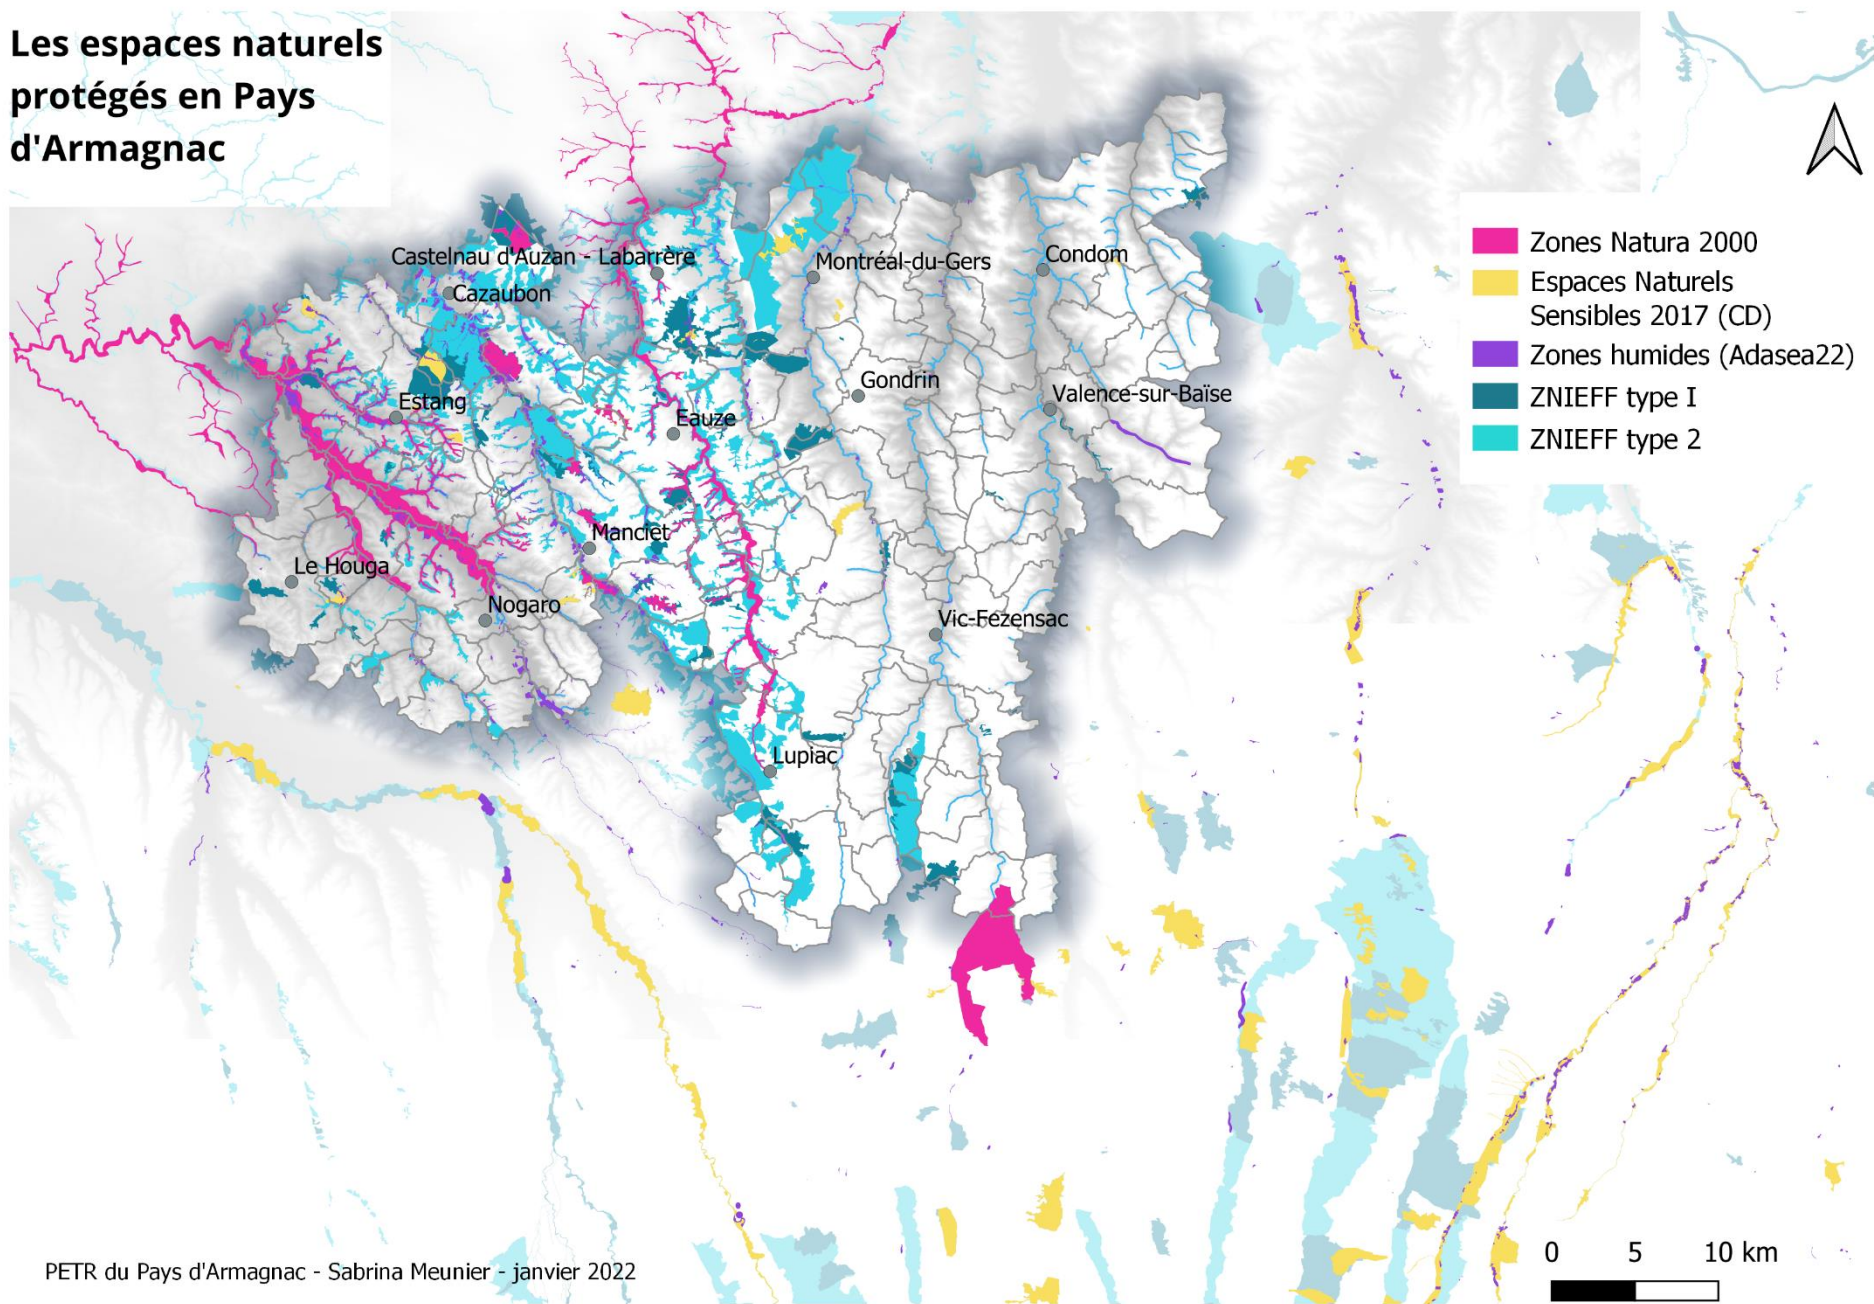 Les espaces naturels
protégés en Pays
d'Armagnac
Zones Natura 2000
Espaces Naturels
Sensibles 2017 (CD)
Zones humides (Adasea22)
ZNIEFF type I
ZNIEFF type 2
Castelnau d'Auzan - Labarrère
Cazaubon
Montréal-du-Gers
Condom
Estang
Eauze
Gondrin
Valence-sur-Baïse
Le Houga
Manciet
Nogaro
Vic-Fezensac
Lupiac
0 5 10 km
PETR du Pays d'Armagnac - Sabrina Meunier - janvier 2022